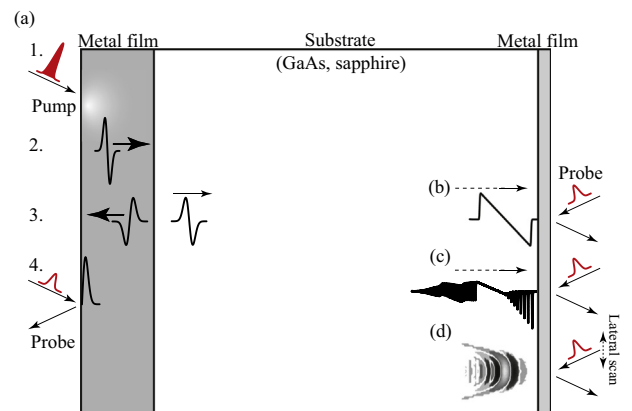 (a)
Metal film
Substrate
Metal film
(GaAs, sapphire)
1.
Pump
2.
3.
4.
Probe
(b)
Probe
(c)
(d)
Lateral scan